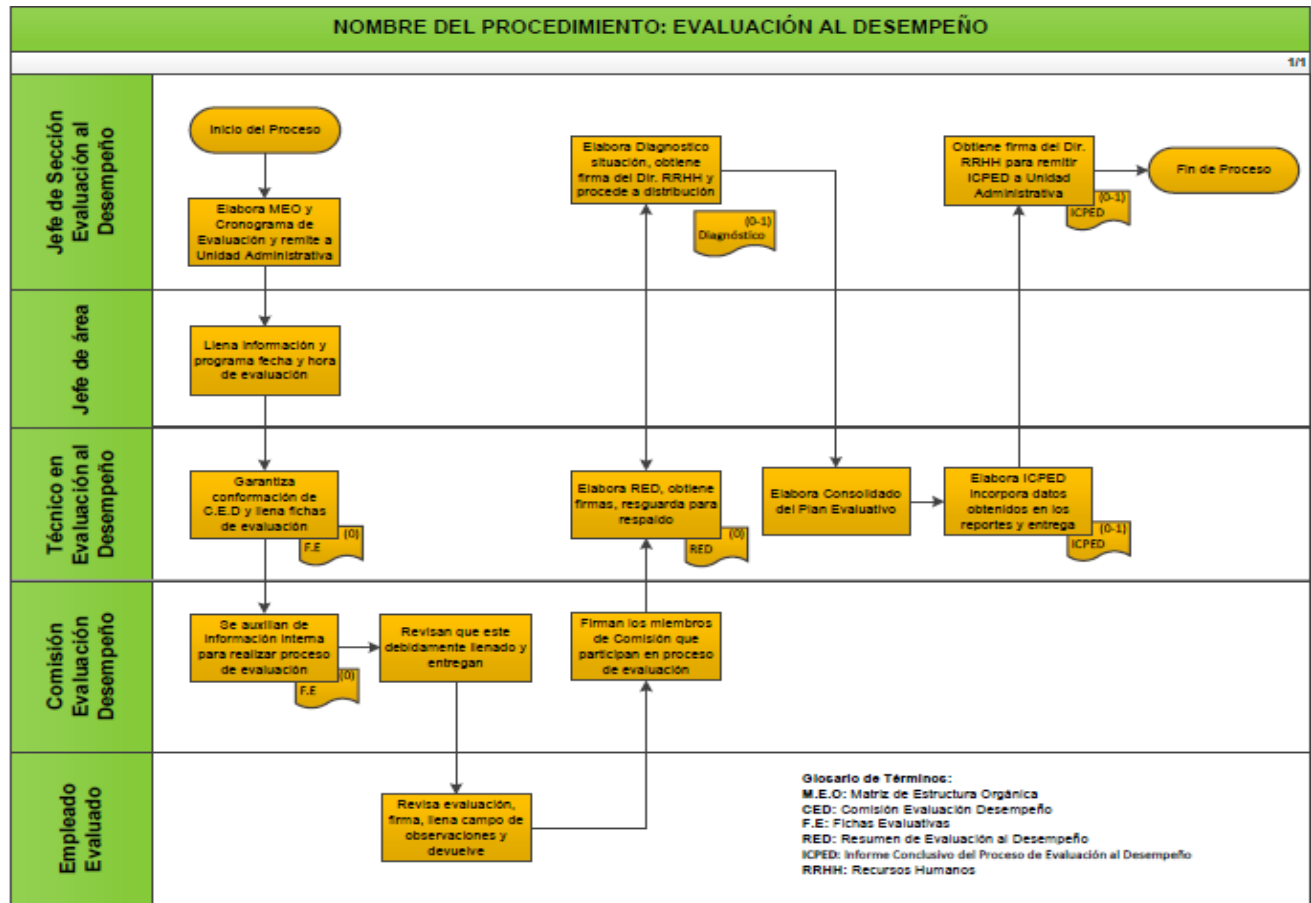 NOMBRE DEL PROCEDIMIENTO: EVALUACIÓN AL DESEMPEÑO
1/1
Jefe de Sección
Evaluación al
Desempeño
Inicio del Proceso
Elabora MEO y
Cronograma de
Evaluación y remite a
Unidad Administrativa
Elabora Diagnostico
situación, obtiene
firma del Dir. RRHH y
procede a distribución
(0-1)
Diagnóstico
Obtiene firma del Dir.
RRHH para remitir
ICPED a Unidad
Administrativa
(0-1)
ICPED
Fin de Proceso
Jefe de área
Llena información y
programa fecha y hora
de evaluación
Técnico en
Evaluación al
Desempeño
Garantiza
conformación de
C.E.D y llena fichas
de evaluación
(0)
F.E
Elabora RED, obtiene
firmas, resguarda para
respaldo
(0)
RED
Elabora Consolidado
del Plan Evaluativo
Elabora ICPED
incorpora datos
obtenidos en los
reportes y entrega
(0-1)
ICPED
Comisión
Evaluación
Desempeño
Se auxilian de
información interna
para realizar proceso
de evaluación
(0)
F.E
Revisan que este
debidamente llenado y
entregan
Firman los miembros
de Comisión que
participan en proceso
de evaluación
Empleado
Evaluado
Revisa evaluación,
firma, llena campo de
observaciones y
devuelve
Glosario de Términos:
M.E.O: Matriz de Estructura Orgánica
CED: Comisión Evaluación Desempeño
F.E: Fichas Evaluativas
RED: Resumen de Evaluación al Desempeño
ICPED: Informe Conclusivo del Proceso de Evaluación al Desempeño
RRHH: Recursos Humanos